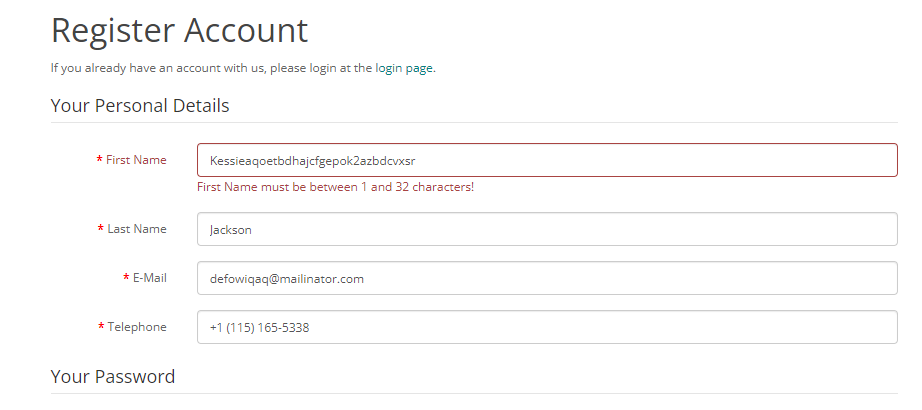 Register Account
If you already have an account with us, please login at the login page.
Your Personal Details
* First Name
Kessieaqoetbdhajcfgepok2azbdcvxsr
First Name must be between 1 and 32 characters!
* Last Name
Jackson
* E-Mail
defowiqaq@mailinator.com
* Telephone
+1 (115) 165-5338
Your Password